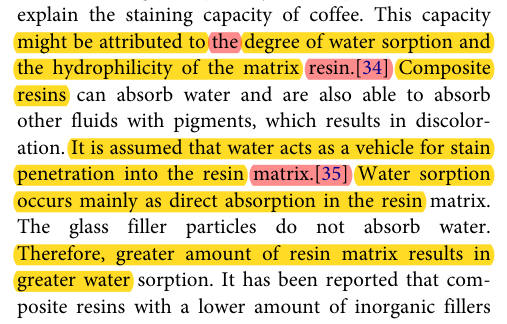 explain the staining capacity of coffee. This capacity
might be attributed to the degree of water sorption and
the hydrophilicity of the matrix resin.[34] Composite
resins can absorb water and are also able to absorb
other fluids with pigments, which results in discolor-
ation. It is assumed that water acts as a vehicle for stain
penetration into the resin matrix.[35] Water sorption
occurs mainly as direct absorption in the resin matrix.
The glass filler particles do not absorb water.
Therefore, greater amount of resin matrix results in
greater water sorption. It has been reported that com-
posite resins with a lower amount of inorganic fillers